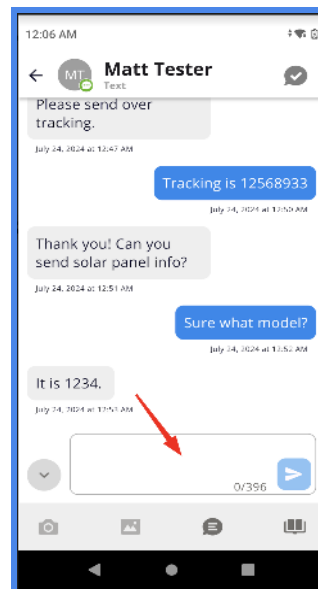 12:06 AM
MT
Matt Tester
Text
Please send over
tracking.
July 24, 2024 at 12:47 AM
Tracking is 12568933
July 24, 2024 at 12:50 AM
Thank you! Can you
send solar panel info?
July 24, 2024 at 12:51 AM
Sure what model?
July 24, 2024 at 12:52 AM
It is 1234.
July 24, 2024 at 12:53 AM
0/396